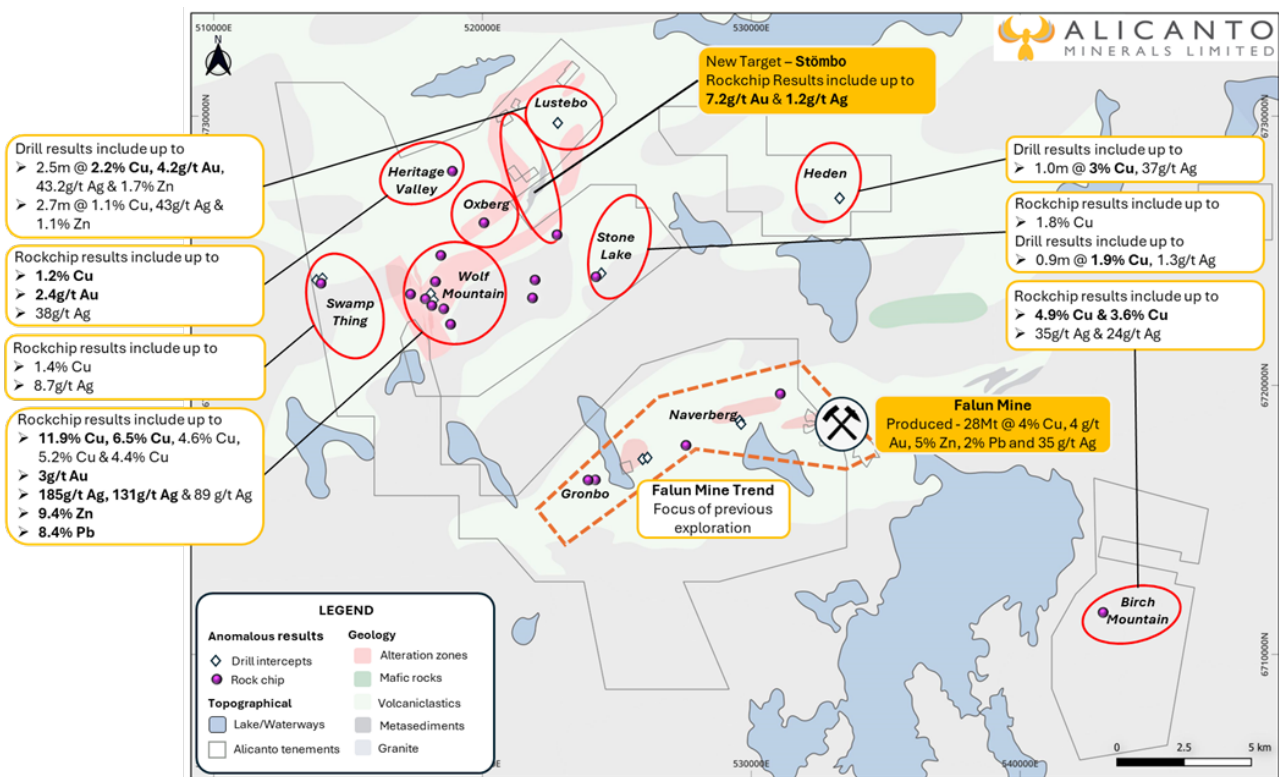 510000E
520000E
530000E
N
ALICANTO
MINERALS LIMITED
6730000N
6730000N
New Target – Stömbo
Rockchip Results include up to
7.2g/t Au & 1.2g/t Ag
Lustebo
Heritage
Valley
Oxberg
Stone
Lake
Heden
Wolf
Mountain
Swamp
Thing
Drill results include up to
➢ 2.5m @ 2.2% Cu, 4.2g/t Au,
43.2g/t Ag & 1.7% Zn
➢ 2.7m @ 1.1% Cu, 43g/t Ag &
1.1% Zn
Rockchip results include up to
➢ 1.2% Cu
➢ 2.4g/t Au
➢ 38g/t Ag
Rockchip results include up to
➢ 1.4% Cu
➢ 8.7g/t Ag
Rockchip results include up to
➢ 11.9% Cu, 6.5% Cu, 4.6% Cu,
5.2% Cu & 4.4% Cu
➢ 3g/t Au
➢ 185g/t Ag, 131g/t Ag & 89 g/t Ag
➢ 9.4% Zn
➢ 8.4% Pb
Drill results include up to
➢ 1.0m @ 3% Cu, 37g/t Ag
Rockchip results include up to
➢ 1.8% Cu
Drill results include up to
➢ 0.9m @ 1.9% Cu, 1.3g/t Ag
Rockchip results include up to
➢ 4.9% Cu & 3.6% Cu
➢ 35g/t Ag & 24g/t Ag
6720000N
Naverberg
Gronbo
Falun Mine
Produced - 28Mt @ 4% Cu, 4 g/t
Au, 5% Zn, 2% Pb and 35 g/t Ag
Falun Mine Trend
Focus of previous
exploration
Birch
Mountain
6710000N
LEGEND
Anomalous results
Drill intercepts
Rock chip
Topographical
Lake/Waterways
Alicanto tenements
Geology
Alteration zones
Mafic rocks
Volcaniclastics
Metasediments
Granite
530000E
540000E
0 2.5 5 km